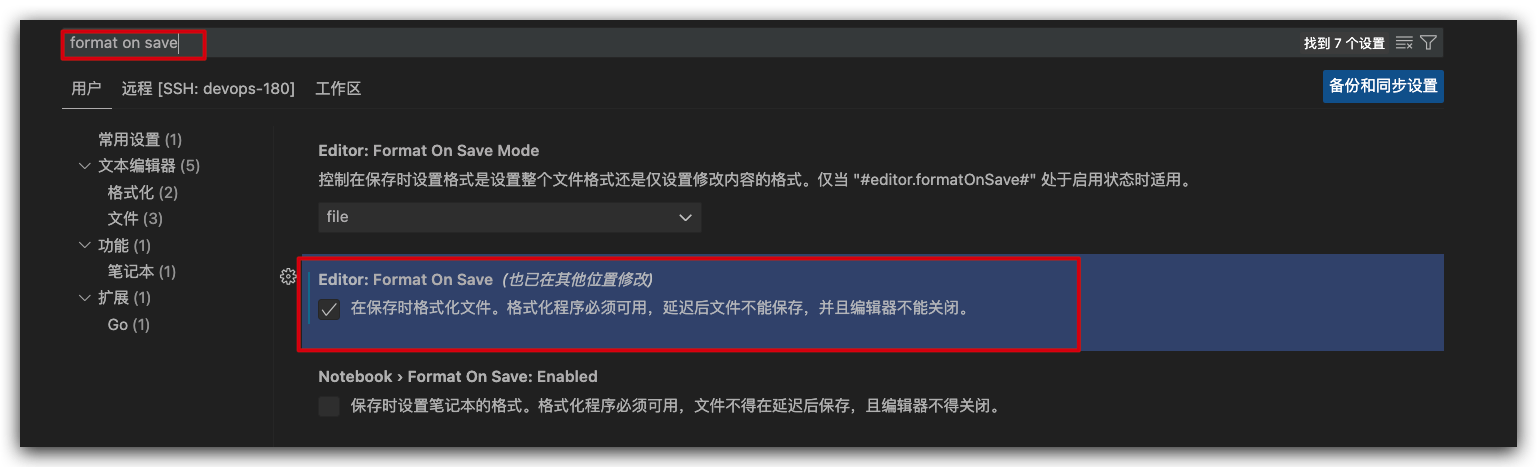 format on save
找到 7 个设置
用户 远程 [SSH: devops-180] 工作区
备份和同步设置
常用设置 (1)
文本编辑器 (5)
格式化 (2)
文件 (3)
功能 (1)
笔记本 (1)
扩展 (1)
Go (1)
Editor: Format On Save Mode
控制在保存时设置格式是设置整个文件格式还是仅设置修改内容的格式。仅当 "#editor.formatOnSave#" 处于启用状态时适用。
file
Editor: Format On Save (也已在其他位置修改)
在保存时格式化文件。格式化程序必须可用，延迟后文件不能保存，并且编辑器不能关闭。
Notebook › Format On Save: Enabled
保存时设置笔记本的格式。格式化程序必须可用，文件不得在延迟后保存，且编辑器不得关闭。